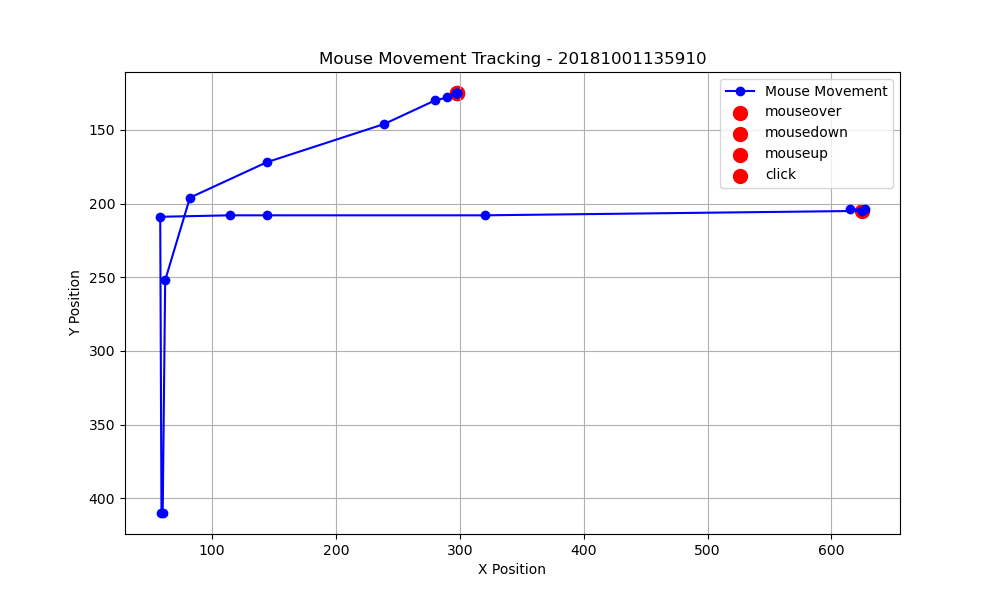 Mouse Movement Tracking - 20181001135910
Mouse Movement
mouseover
mousedown
mouseup
click
150
200
250
300
350
400
Y Position
100 200 300 400 500 600
X Position